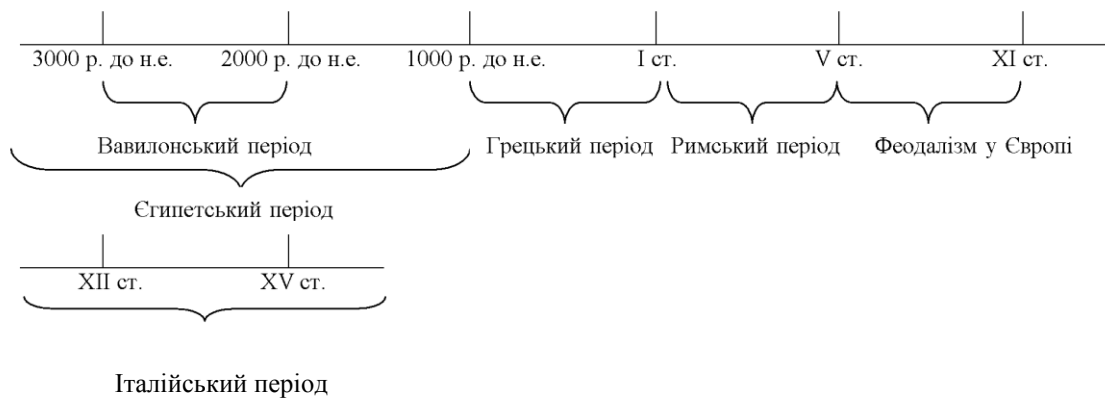 3000 р. до н.е. 2000 р. до н.е. 1000 р. до н.е. I ст. V ст. XI ст.
Вавилонський період Грецький період Римський період Феодалізм у Європі
Єгипетський період
XII ст. XV ст.
Італійський період